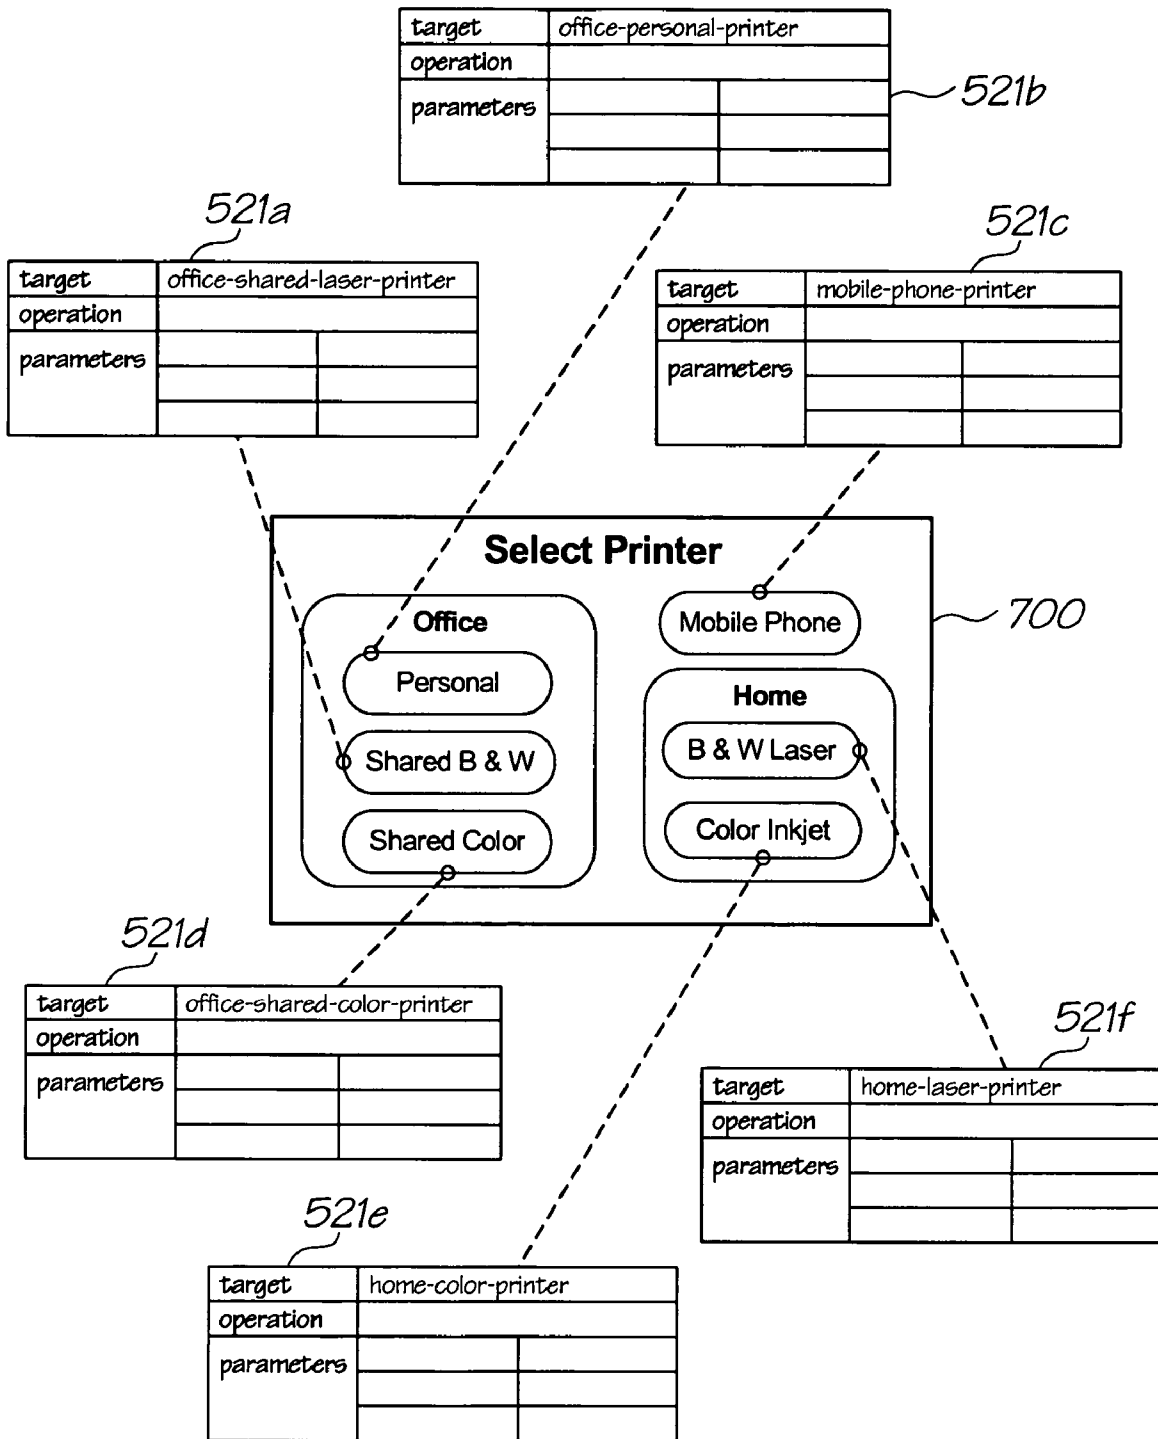 target office-personal-printer
operation
parameters
521b
521a
target office-shared-laser-printer
operation
parameters
521c
target mobile-phone-printer
operation
parameters
Select Printer
700
Office
Personal
Shared B & W
Shared Color
Mobile Phone
Home
B & W Laser
Color Inkjet
521d
target office-shared-color-printer
operation
parameters
521f
target home-laser-printer
operation
parameters
521e
target home-color-printer
operation
parameters